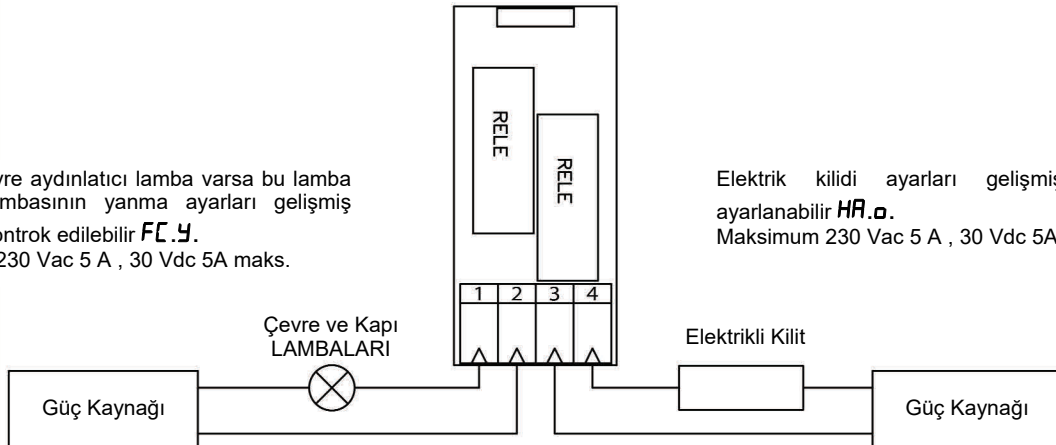 RELE
RELE
vre aydınlatıcı lamba varsa bu lamba
mbasının yanma ayarları gelişmiş
ontrok edilebilir FC.Y.
230 Vac 5 A , 30 Vdc 5A maks.
Elektrik kilidi ayarları gelişmiş
ayarlanabilir HA.o.
Maksimum 230 Vac 5 A , 30 Vdc 5A
1 2 3 4
Çevre ve Kapı
LAMBALARI
Elektrikli Kilit
Güç Kaynağı
Güç Kaynağı